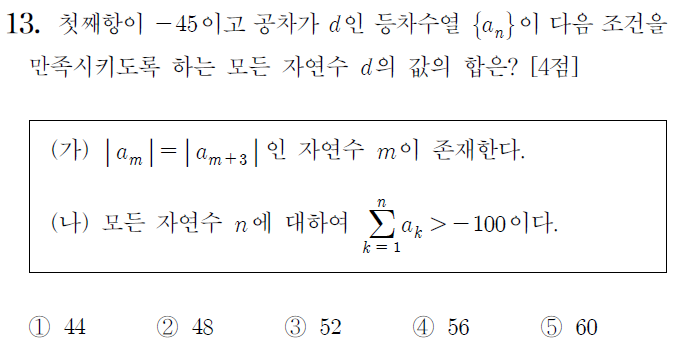 13. 첫째항이 −45이고 공차가 d인 등차수열 {aₙ}이 다음 조건을
만족시키도록 하는 모든 자연수 d의 값의 합은? [4점]
(가) |aₘ| = |aₘ₊₃|인 자연수 m이 존재한다.
(나) 모든 자연수 n에 대하여 ∑_{k=1}^{n} aₖ > −100이다.
① 44 ② 48 ③ 52 ④ 56 ⑤ 60